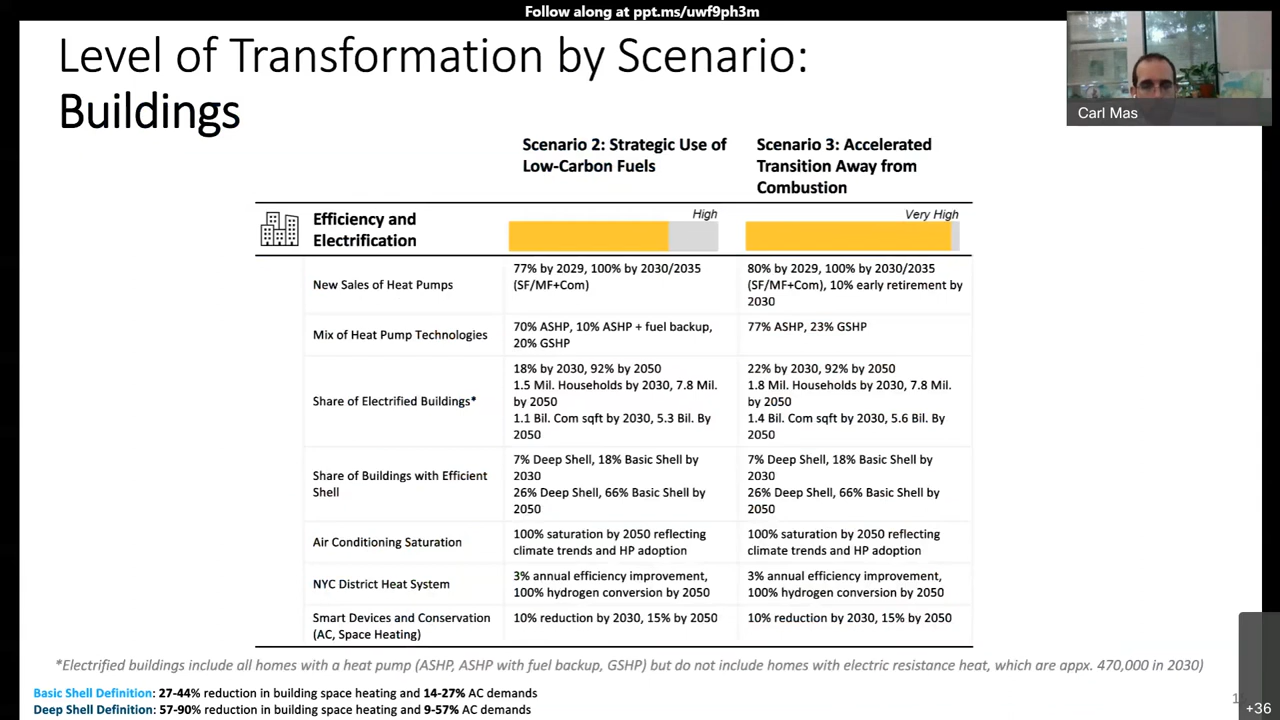 Follow along at ppt.ms/uwf9ph3m
Level of Transformation by Scenario:
Buildings
Carl Mas
Scenario 2: Strategic Use of
Low-Carbon Fuels
Scenario 3: Accelerated
Transition Away from
Combustion
Efficiency and
Electrification
High
Very High
New Sales of Heat Pumps
77% by 2029, 100% by 2030/2035
(SF/MF+Com)
80% by 2029, 100% by 2030/2035
(SF/MF+Com), 10% early retirement by
2030
Mix of Heat Pump Technologies
70% ASHP, 10% ASHP + fuel backup,
20% GSHP
77% ASHP, 23% GSHP
Share of Electrified Buildings*
18% by 2030, 92% by 2050
1.5 Mil. Households by 2030, 7.8 Mil.
by 2050
1.1 Bil. Com sqft by 2030, 5.3 Bil. By
2050
22% by 2030, 92% by 2050
1.8 Mil. Households by 2030, 7.8 Mil.
by 2050
1.4 Bil. Com sqft by 2030, 5.6 Bil. By
2050
Share of Buildings with Efficient
Shell
7% Deep Shell, 18% Basic Shell by
2030
26% Deep Shell, 66% Basic Shell by
2050
7% Deep Shell, 18% Basic Shell by
2030
26% Deep Shell, 66% Basic Shell by
2050
Air Conditioning Saturation
100% saturation by 2050 reflecting
climate trends and HP adoption
100% saturation by 2050 reflecting
climate trends and HP adoption
NYC District Heat System
3% annual efficiency improvement,
100% hydrogen conversion by 2050
3% annual efficiency improvement,
100% hydrogen conversion by 2050
Smart Devices and Conservation
(AC, Space Heating)
10% reduction by 2030, 15% by 2050
10% reduction by 2030, 15% by 2050
*Electrified buildings include all homes with a heat pump (ASHP, ASHP with fuel backup, GSHP) but do not include homes with electric resistance heat, which are appx. 470,000 in 2030)
Basic Shell Definition: 27-44% reduction in building space heating and 14-27% AC demands
Deep Shell Definition: 57-90% reduction in building space heating and 9-57% AC demands
+36